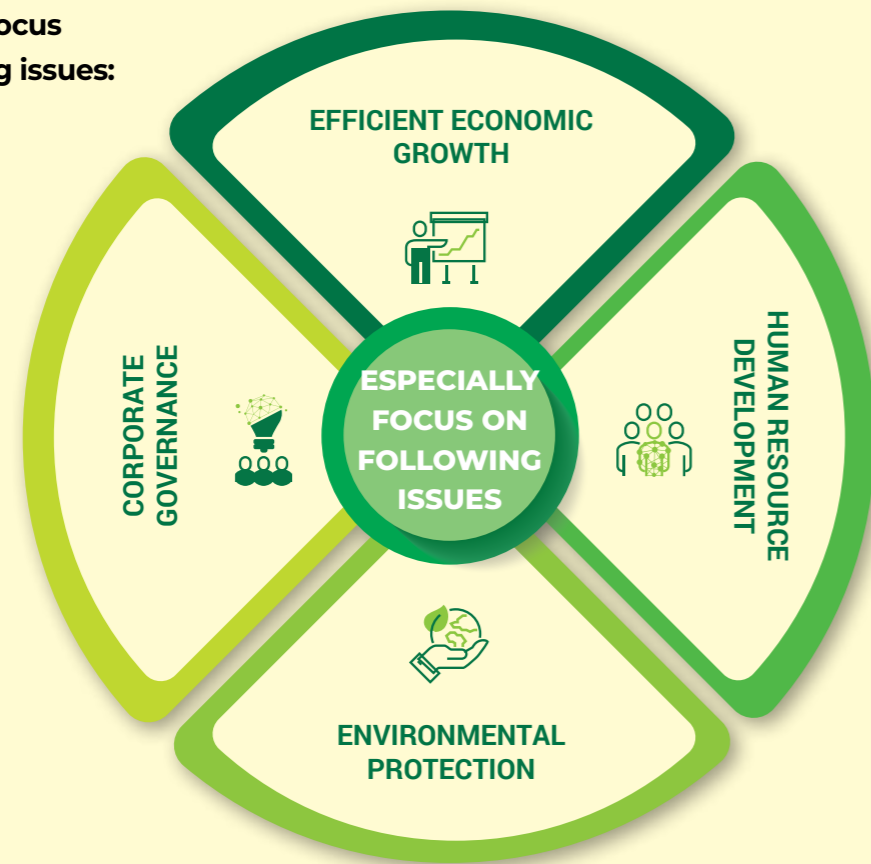 ocus
g issues:
EFFICIENT ECONOMIC
GROWTH
CORPORATE
GOVERNANCE
ESPECIALLY
FOCUS ON
FOLLOWING
ISSUES
HUMAN RESOURCE
DEVELOPMENT
ENVIRONMENTAL
PROTECTION